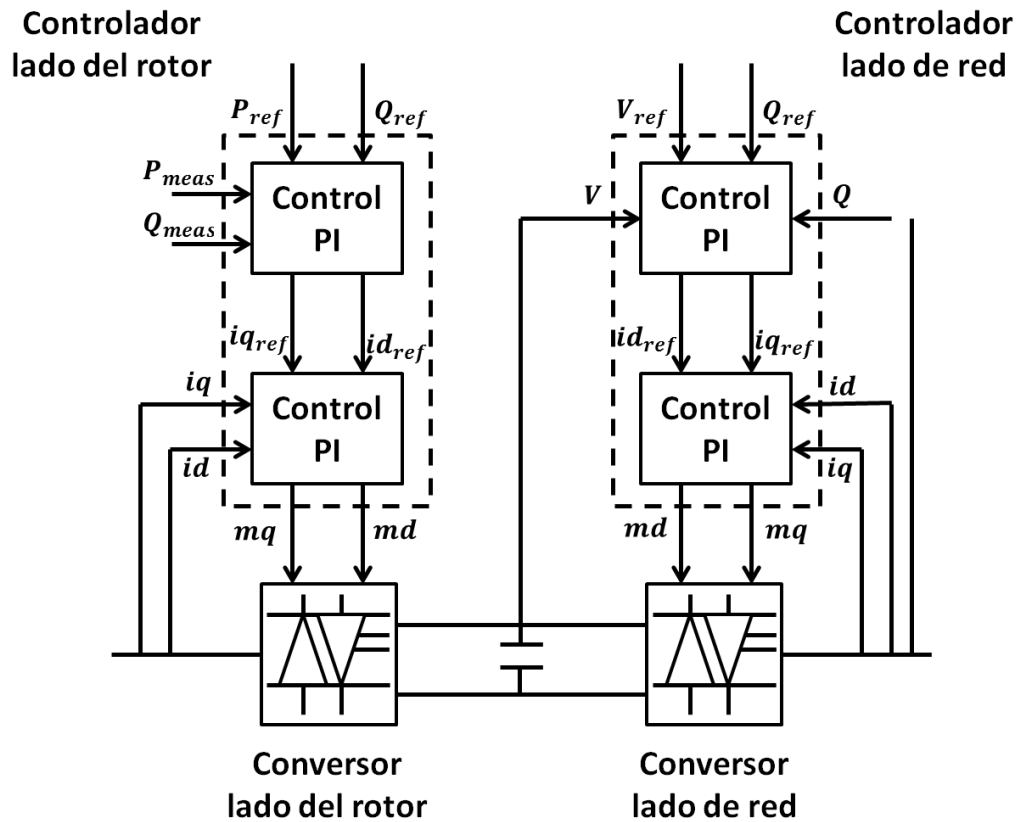 Controlador
lado del rotor
Controlador
lado de red
P_ref
Q_ref
V_ref
Q_ref
P_meas
Q_meas
Control
PI
V
Control
PI
Q
iq_ref
id_ref
id_ref
iq_ref
iq
id
Control
PI
Control
PI
id
iq
mq
md
md
mq
Conversor
lado del rotor
Conversor
lado de red